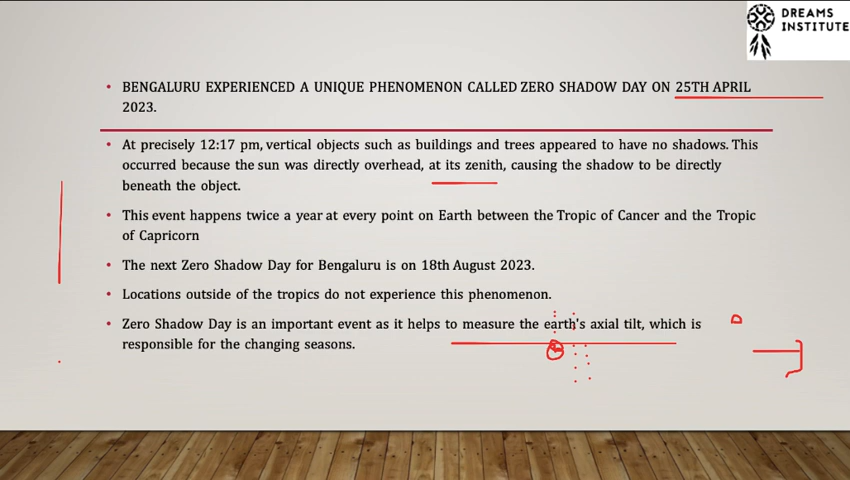 DREAMS
INSTITUTE
• BENGALURU EXPERIENCED A UNIQUE PHENOMENON CALLED ZERO SHADOW DAY ON 25TH APRIL
2023.
• At precisely 12:17 pm, vertical objects such as buildings and trees appeared to have no shadows. This
occurred because the sun was directly overhead, at its zenith, causing the shadow to be directly
beneath the object.
• This event happens twice a year at every point on Earth between the Tropic of Cancer and the Tropic
of Capricorn
• The next Zero Shadow Day for Bengaluru is on 18th August 2023.
• Locations outside of the tropics do not experience this phenomenon.
• Zero Shadow Day is an important event as it helps to measure the earth's axial tilt, which is
responsible for the changing seasons.